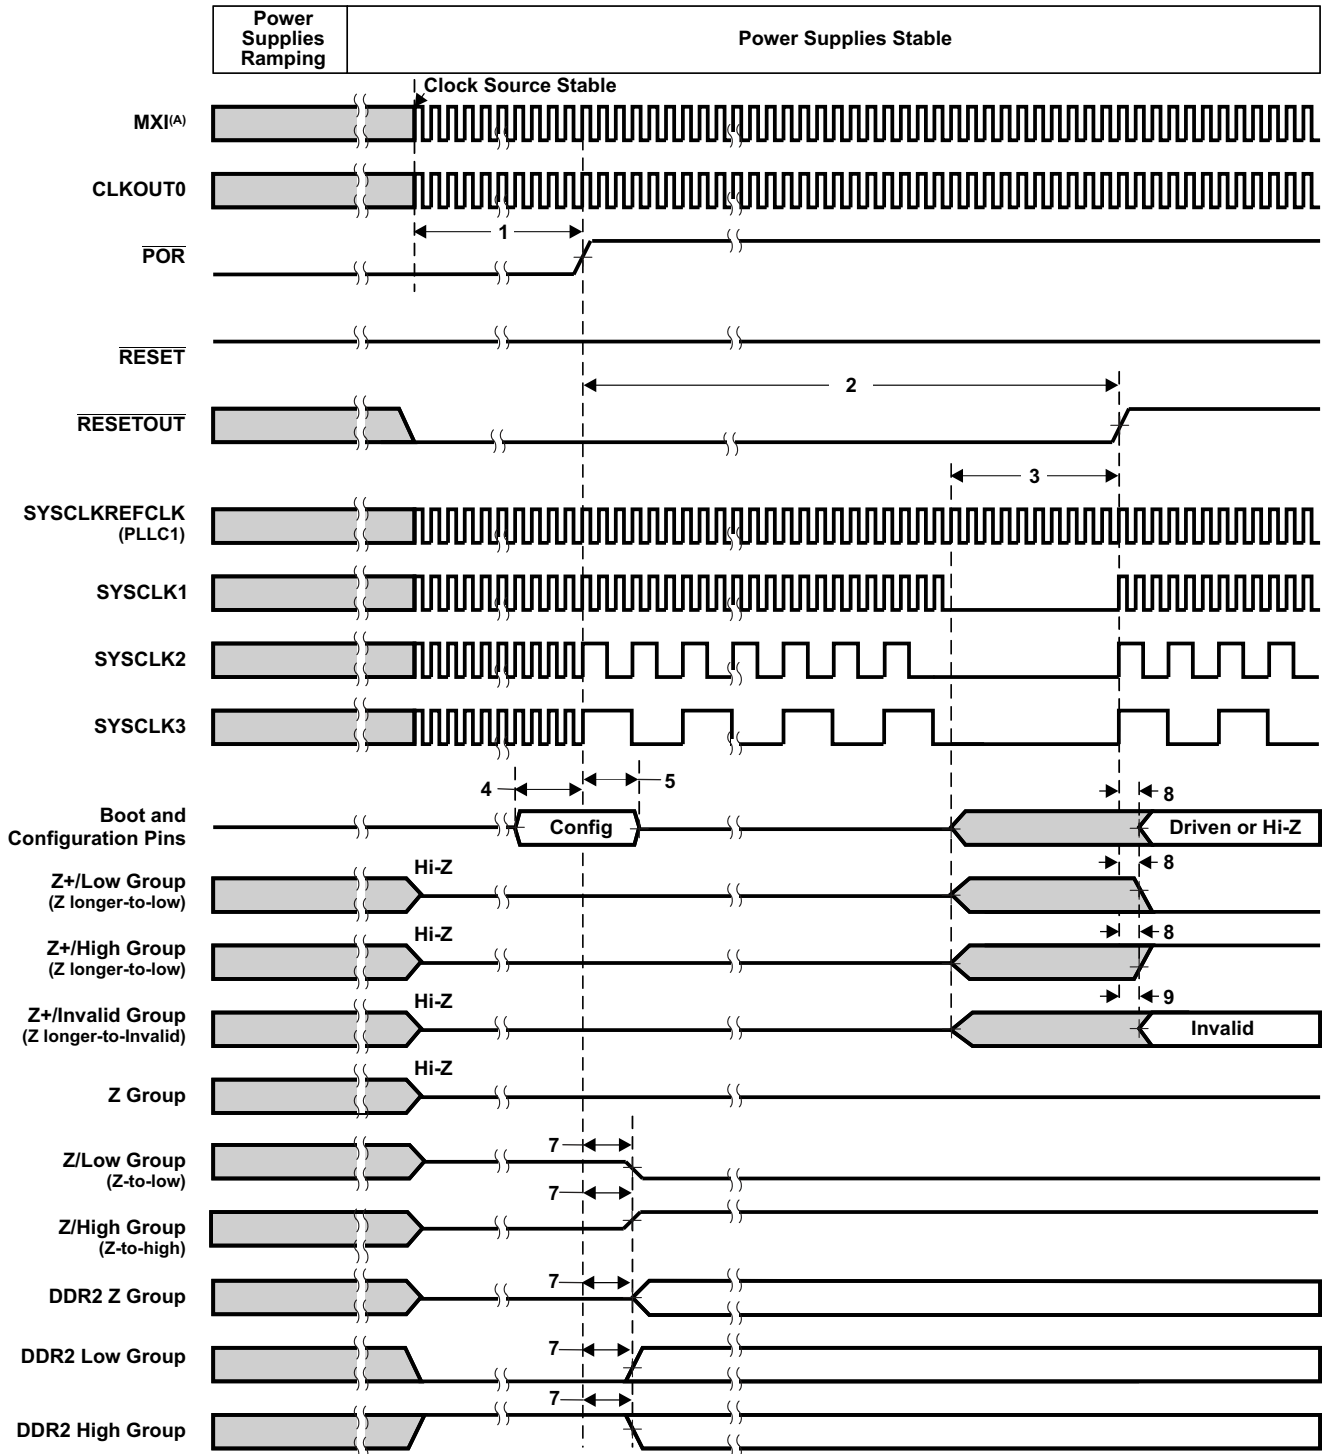 Power
Supplies
Ramping
Power Supplies Stable
Clock Source Stable
MXI(A)
CLKOUT0
1
POR
RESET
2
RESETOUT
3
SYSCLKREFCLK
(PLLC1)
SYSCLK1
SYSCLK2
SYSCLK3
4
5
8
Boot and
Configuration Pins
Config
Driven or Hi-Z
8
Z+/Low Group
(Z longer-to-low)
Hi-Z
8
Z+/High Group
(Z longer-to-low)
Hi-Z
9
Z+/Invalid Group
(Z longer-to-Invalid)
Hi-Z
Invalid
Z Group
Hi-Z
7
Z/Low Group
(Z-to-low)
7
Z/High Group
(Z-to-high)
7
DDR2 Z Group
7
DDR2 Low Group
7
DDR2 High Group